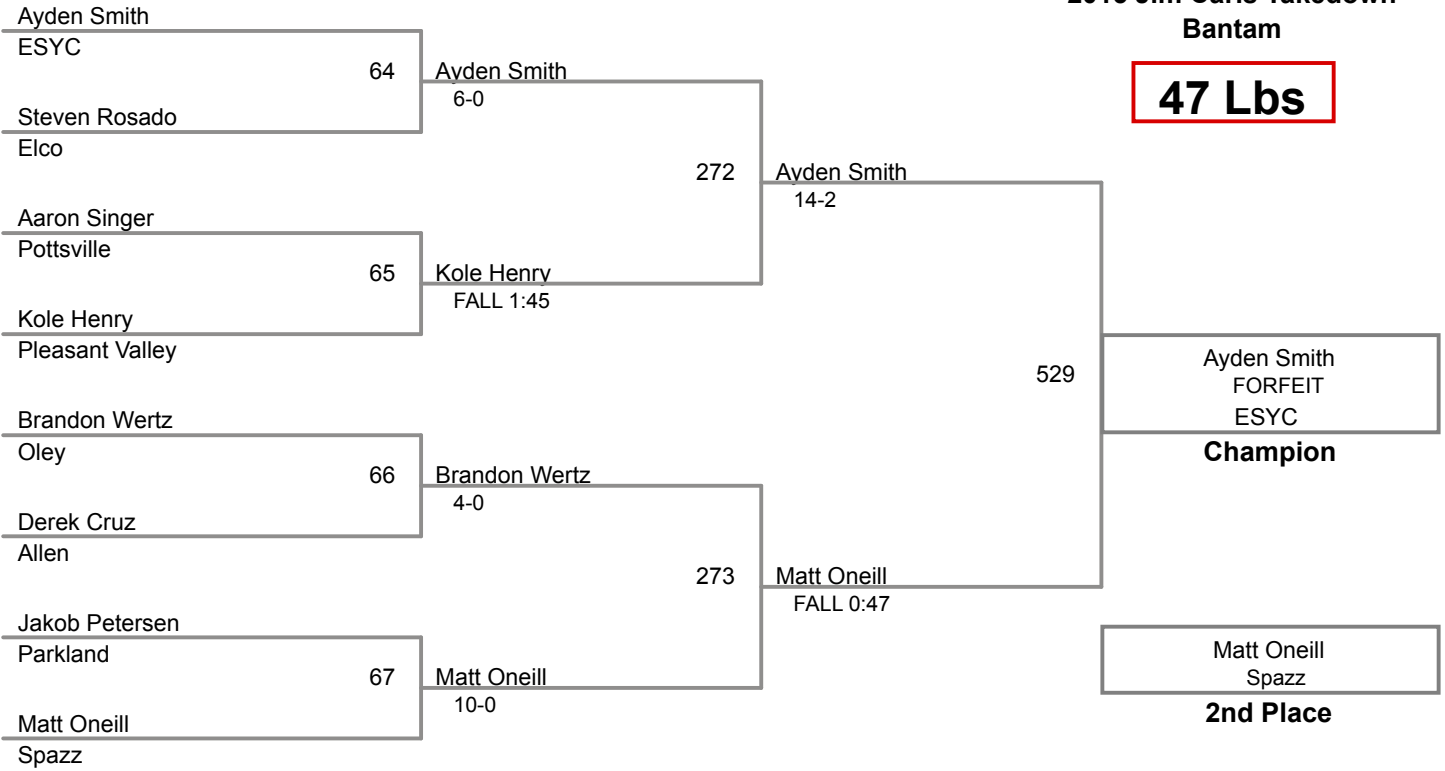 Bantam
47 Lbs
Ayden Smith
ESYC
64
Steven Rosado
Elco
Ayden Smith
6-0
Aaron Singer
Pottsville
65
Kole Henry
Pleasant Valley
Kole Henry
FALL 1:45
272
Ayden Smith
14-2
Brandon Wertz
Oley
66
Derek Cruz
Allen
Brandon Wertz
4-0
Jakob Petersen
Parkland
67
Matt Oneill
Spazz
Matt Oneill
10-0
273
Matt Oneill
FALL 0:47
529
Ayden Smith
FORFEIT
ESYC
Champion
Matt Oneill
Spazz
2nd Place